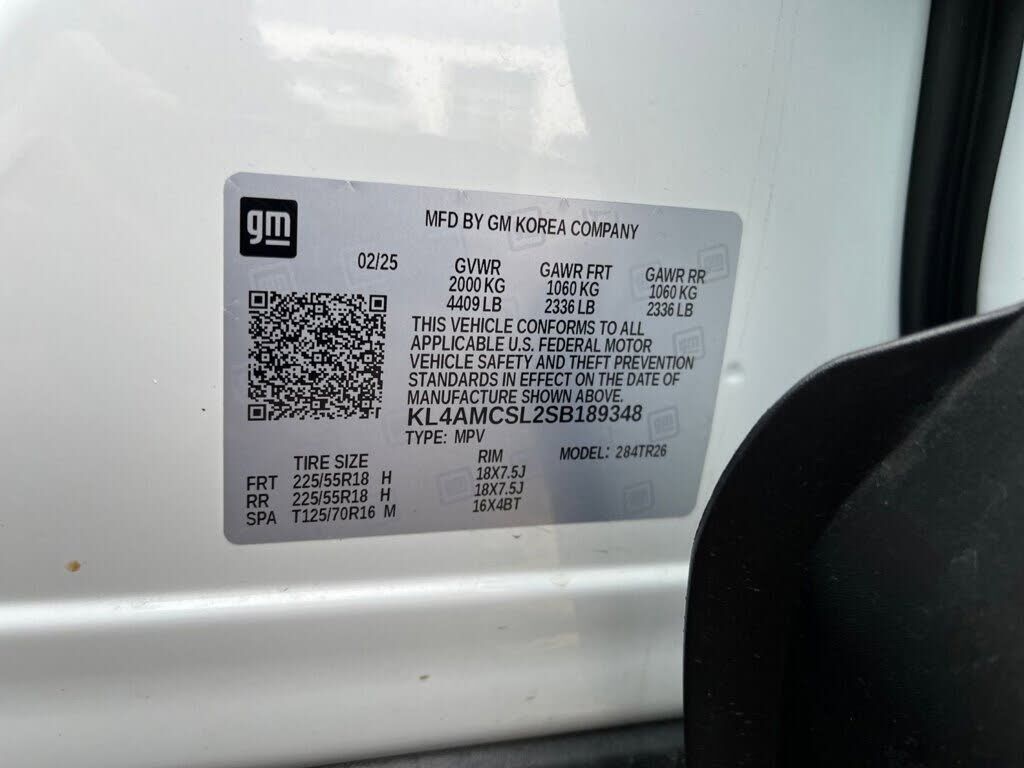 gm
MFD BY GM KOREA COMPANY
02/25 GVWR GAWR FRT GAWR RR
2000 KG 1060 KG 1060 KG
4409 LB 2336 LB 2336 LB
THIS VEHICLE CONFORMS TO ALL
APPLICABLE U.S. FEDERAL MOTOR
VEHICLE SAFETY AND THEFT PREVENTION
STANDARDS IN EFFECT ON THE DATE OF
MANUFACTURE SHOWN ABOVE.
KL4AMCSL2SB189348
TYPE: MPV MODEL: 284TR26
TIRE SIZE RIM
FRT 225/55R18 H 18X7.5J
RR 225/55R18 H 18X7.5J
SPA T125/70R16 M 16X4BT